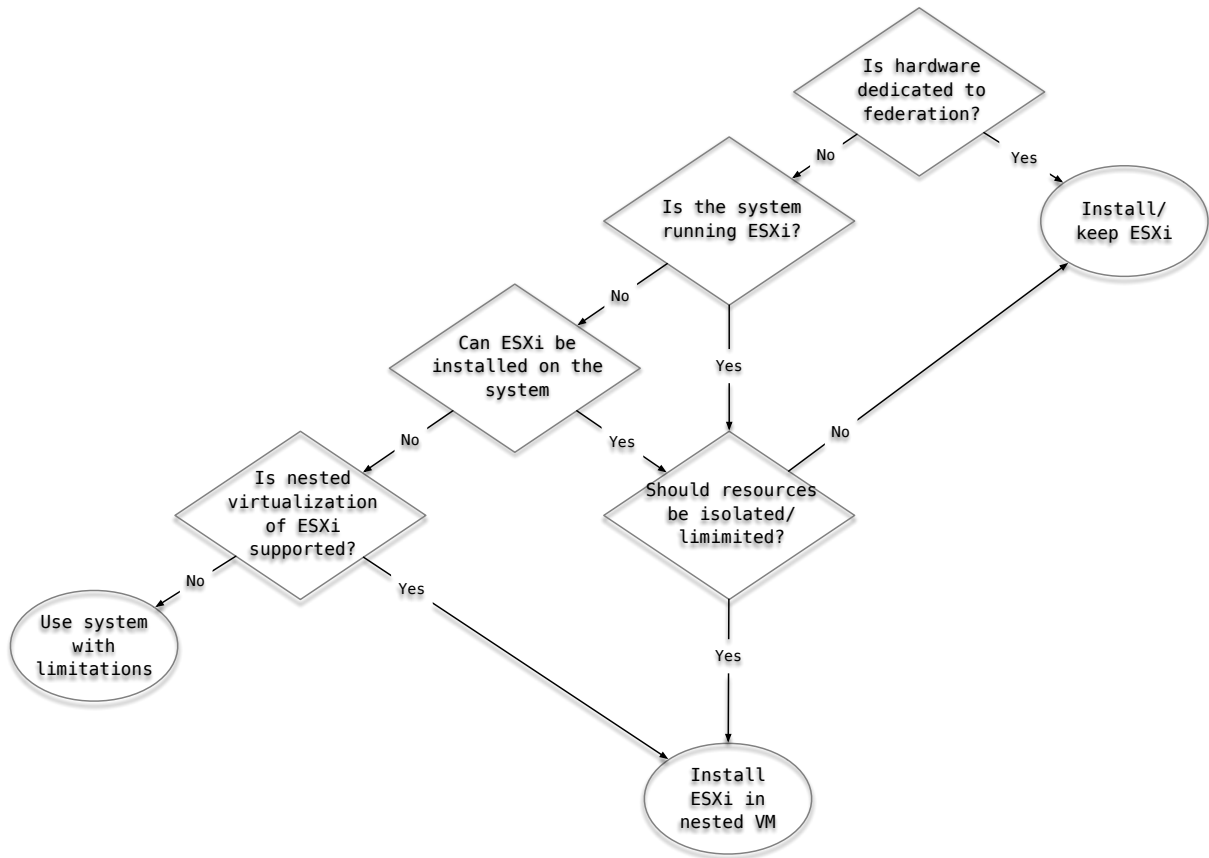 Is hardware
dedicated to
federation?
No
Yes
Is the system
running ESXi?
Install/
keep ESXi
No
Yes
Can ESXi be
installed on the
system
No
Yes
No
Is nested
virtualization
of ESXi
supported?
Should resources
be isolated/
limimited?
No
Yes
Yes
Use system
with
limitations
Install
ESXi in
nested VM